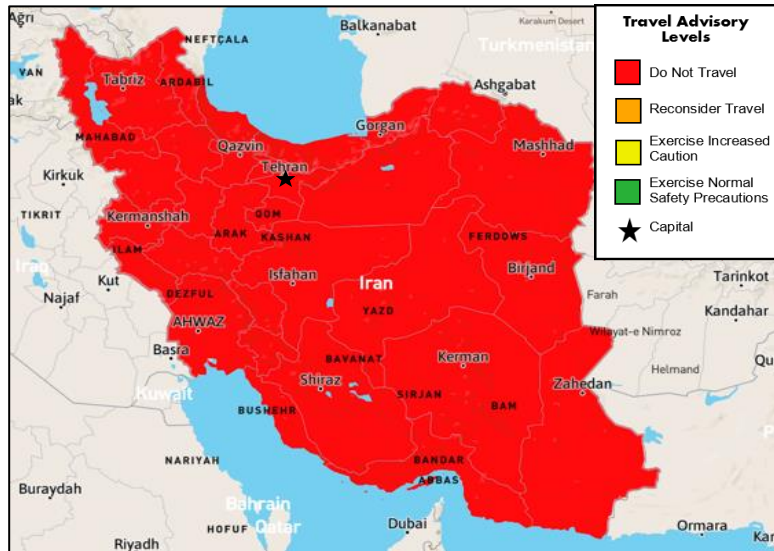 Travel Advisory
Levels
Do Not Travel
Reconsider Travel
Exercise Increased
Caution
Exercise Normal
Safety Precautions
Capital
Ağrı
NEFTCALA
Balkanabat
Karakum Desert
Turkmenistan
VAN
Tabriz
ARDABIL
Ashgabat
MAHABAD
Gorgan
Qazvin
Mashhad
Tehran
Kirkuk
TIKRIT
Kermanshah
QOM
ARAK
KASHAN
FERDOWS
ILAM
Iraq
Kut
Isfahan
Iran
Birjand
Tarinkot
Najaf
DEZFUL
YAZD
Farah
Kandahar
AHWAZ
Wilayat-e Nimroz
Basra
BAVANAT
Kerman
Helmand
Qu
Kuwait
Shiraz
SIRJAN
Zahedan
BUSHEHR
BAM
P
NARIYAH
BANDAR
ABBAS
Buraydah
Bahrain
HOFUF
Qatar
Dubai
Ormara
Kar
Riyadh